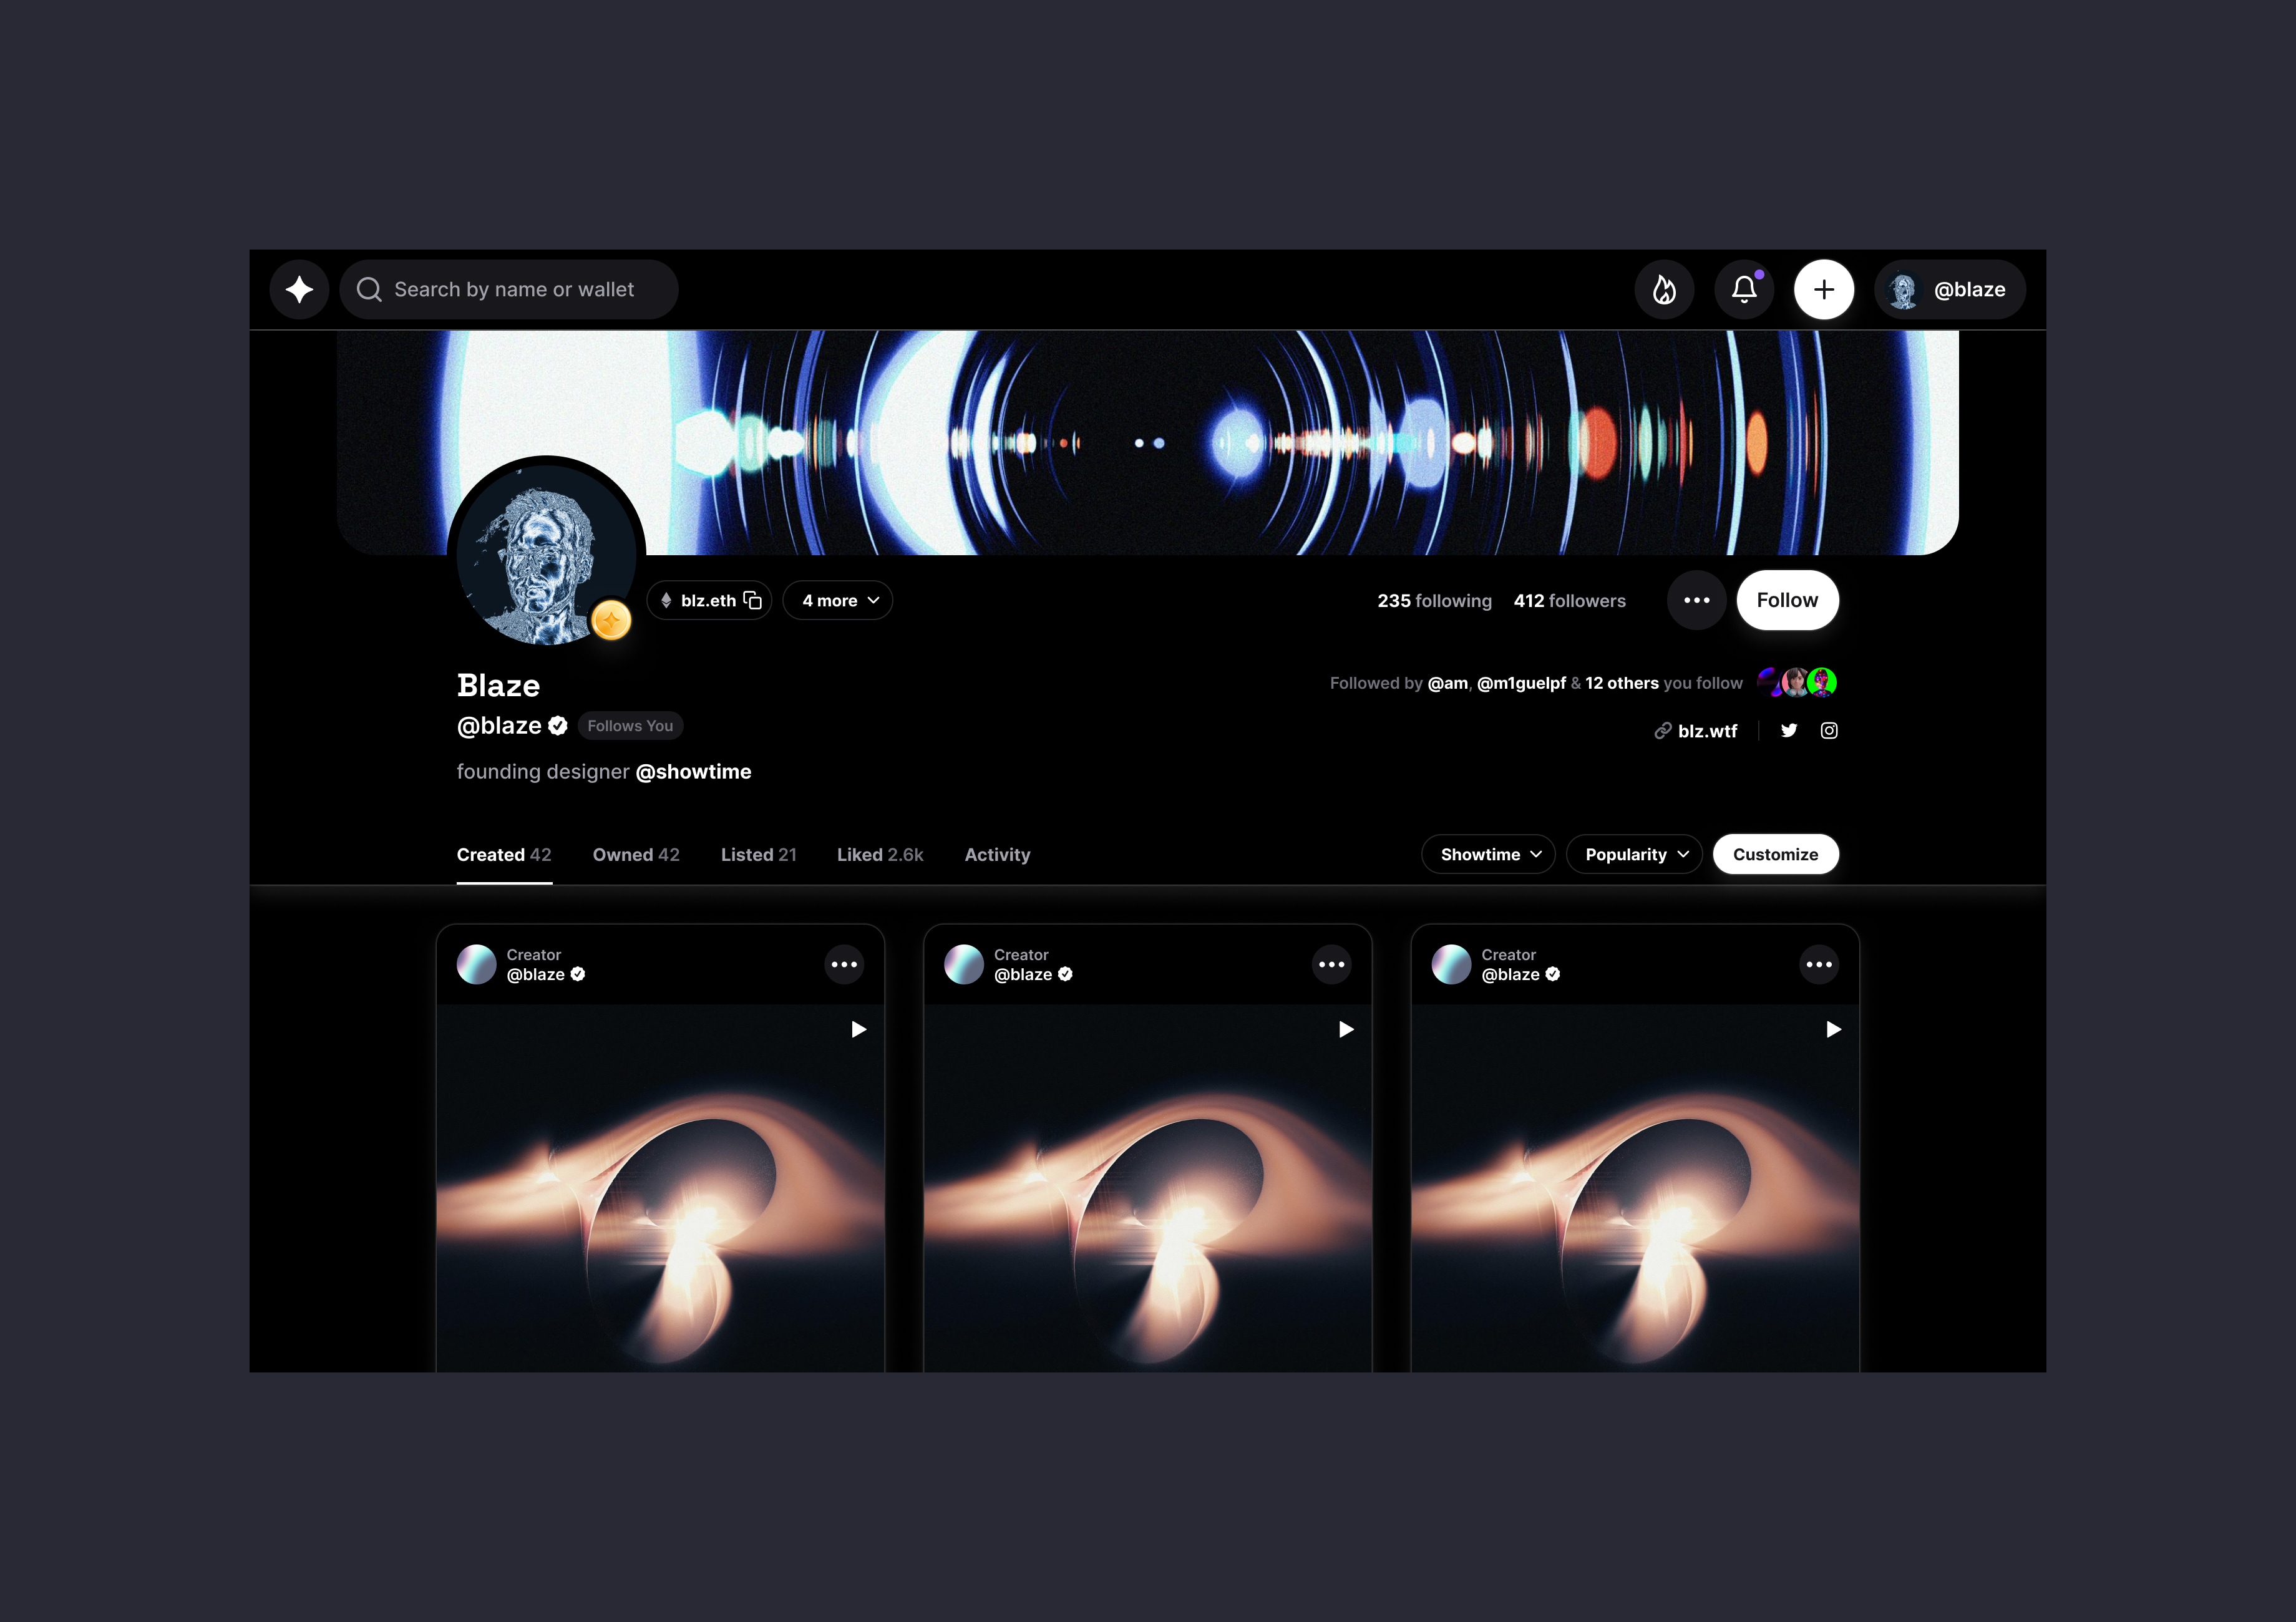 Search by name or wallet
@blaze
blz.eth
4 more
235 following
412 followers
Follow
Blaze
Followed by @am, @m1guelpf & 12 others you follow
@blaze
Follows You
blz.wtf
founding designer @showtime
Created 42
Owned 42
Listed 21
Liked 2.6k
Activity
Showtime
Popularity
Customize
Creator
@blaze
Creator
@blaze
Creator
@blaze